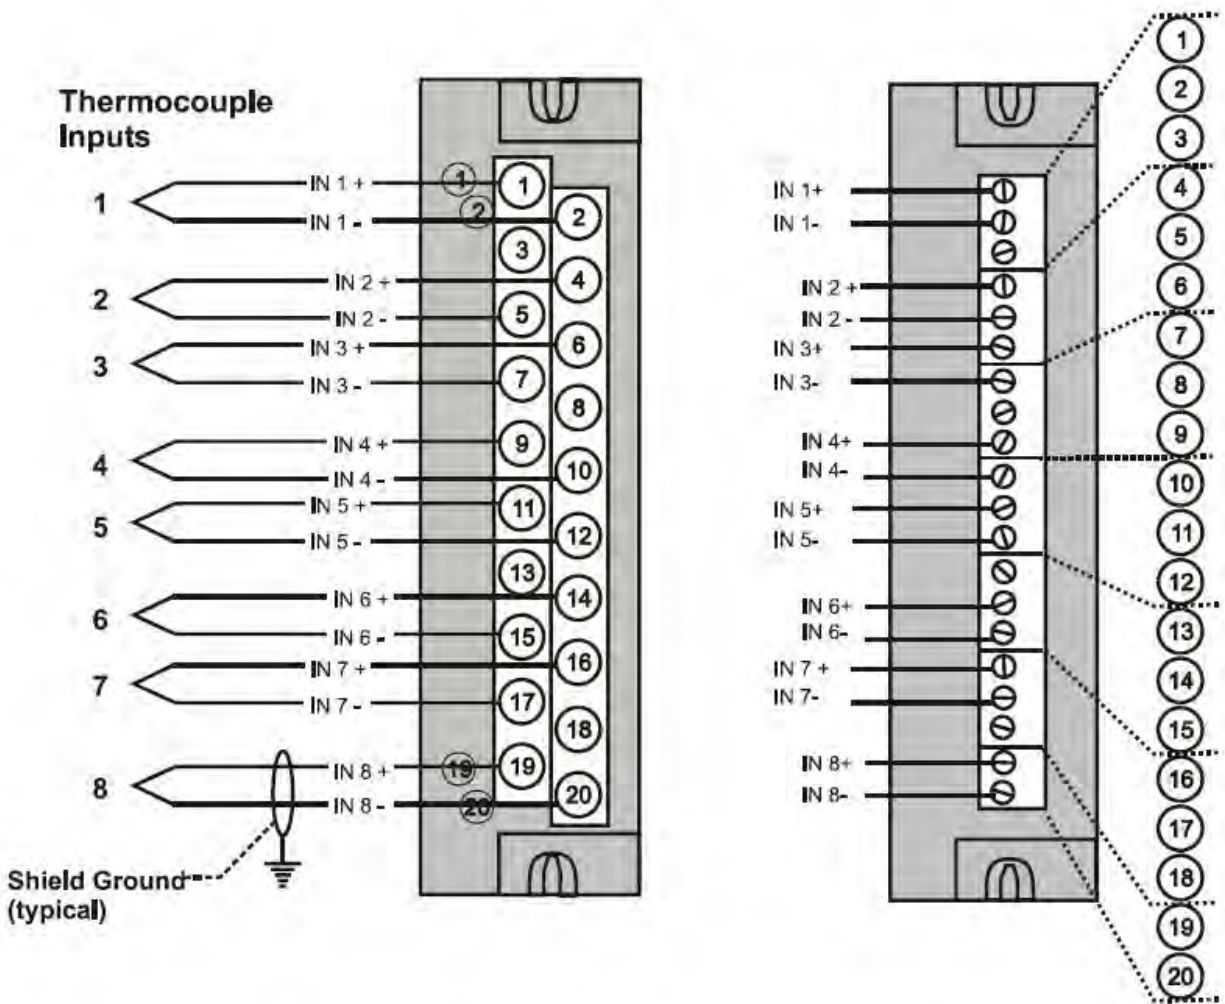 Thermocouple
Inputs
1
IN 1 +
1
1
IN 1 -
2
2
3
2
IN 2 +
4
IN 2 -
5
3
IN 3 +
6
IN 3 -
7
8
4
IN 4 +
9
IN 4 -
10
5
IN 5 +
11
IN 5 -
12
13
6
IN 6 +
14
IN 6 -
15
7
IN 7 +
16
IN 7 -
17
18
8
IN 8 +
19
19
IN 8 -
20
20
Shield Ground
(typical)
IN 1+
IN 1-
IN 2 +
IN 2 -
IN 3+
IN 3-
IN 4+
IN 4-
IN 5+
IN 5-
IN 6+
IN 6-
IN 7 +
IN 7-
IN 8+
IN 8-
1
2
3
4
5
6
7
8
9
10
11
12
13
14
15
16
17
18
19
20